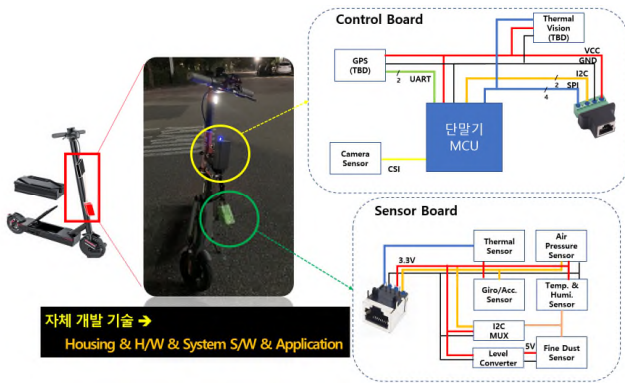 Control Board
Thermal
Vision
(TBD)
GPS
(TBD)
VCC
GND
2
UART
2
I2C
SPI
4
단말기
MCU
Camera
Sensor
CSI
Sensor Board
Thermal
Sensor
Air
Pressure
Sensor
3.3V
Giro/Acc.
Sensor
Temp. &
Humi.
Sensor
I2C
MUX
Level
Converter
5V
Fine Dust
Sensor
자체 개발 기술 →
Housing & H/W & System S/W & Application